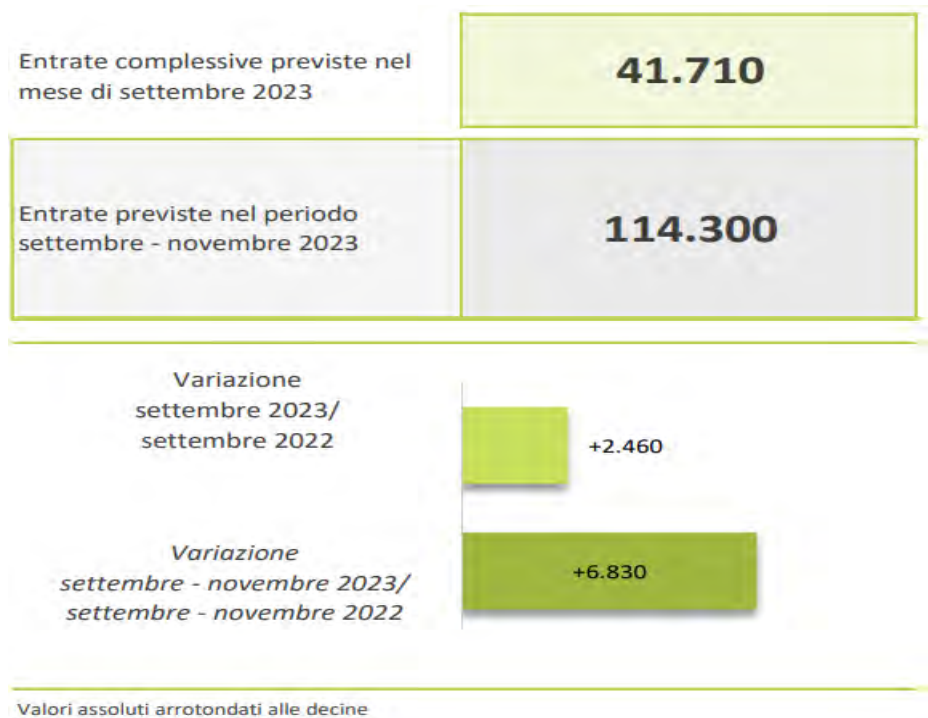 Entrate complessive previste nel
mese di settembre 2023
41.710
Entrate previste nel periodo
settembre - novembre 2023
114.300
Variazione
settembre 2023/
settembre 2022
+2.460
Variazione
settembre - novembre 2023/
settembre - novembre 2022
+6.830
Valori assoluti arrotondati alle decine